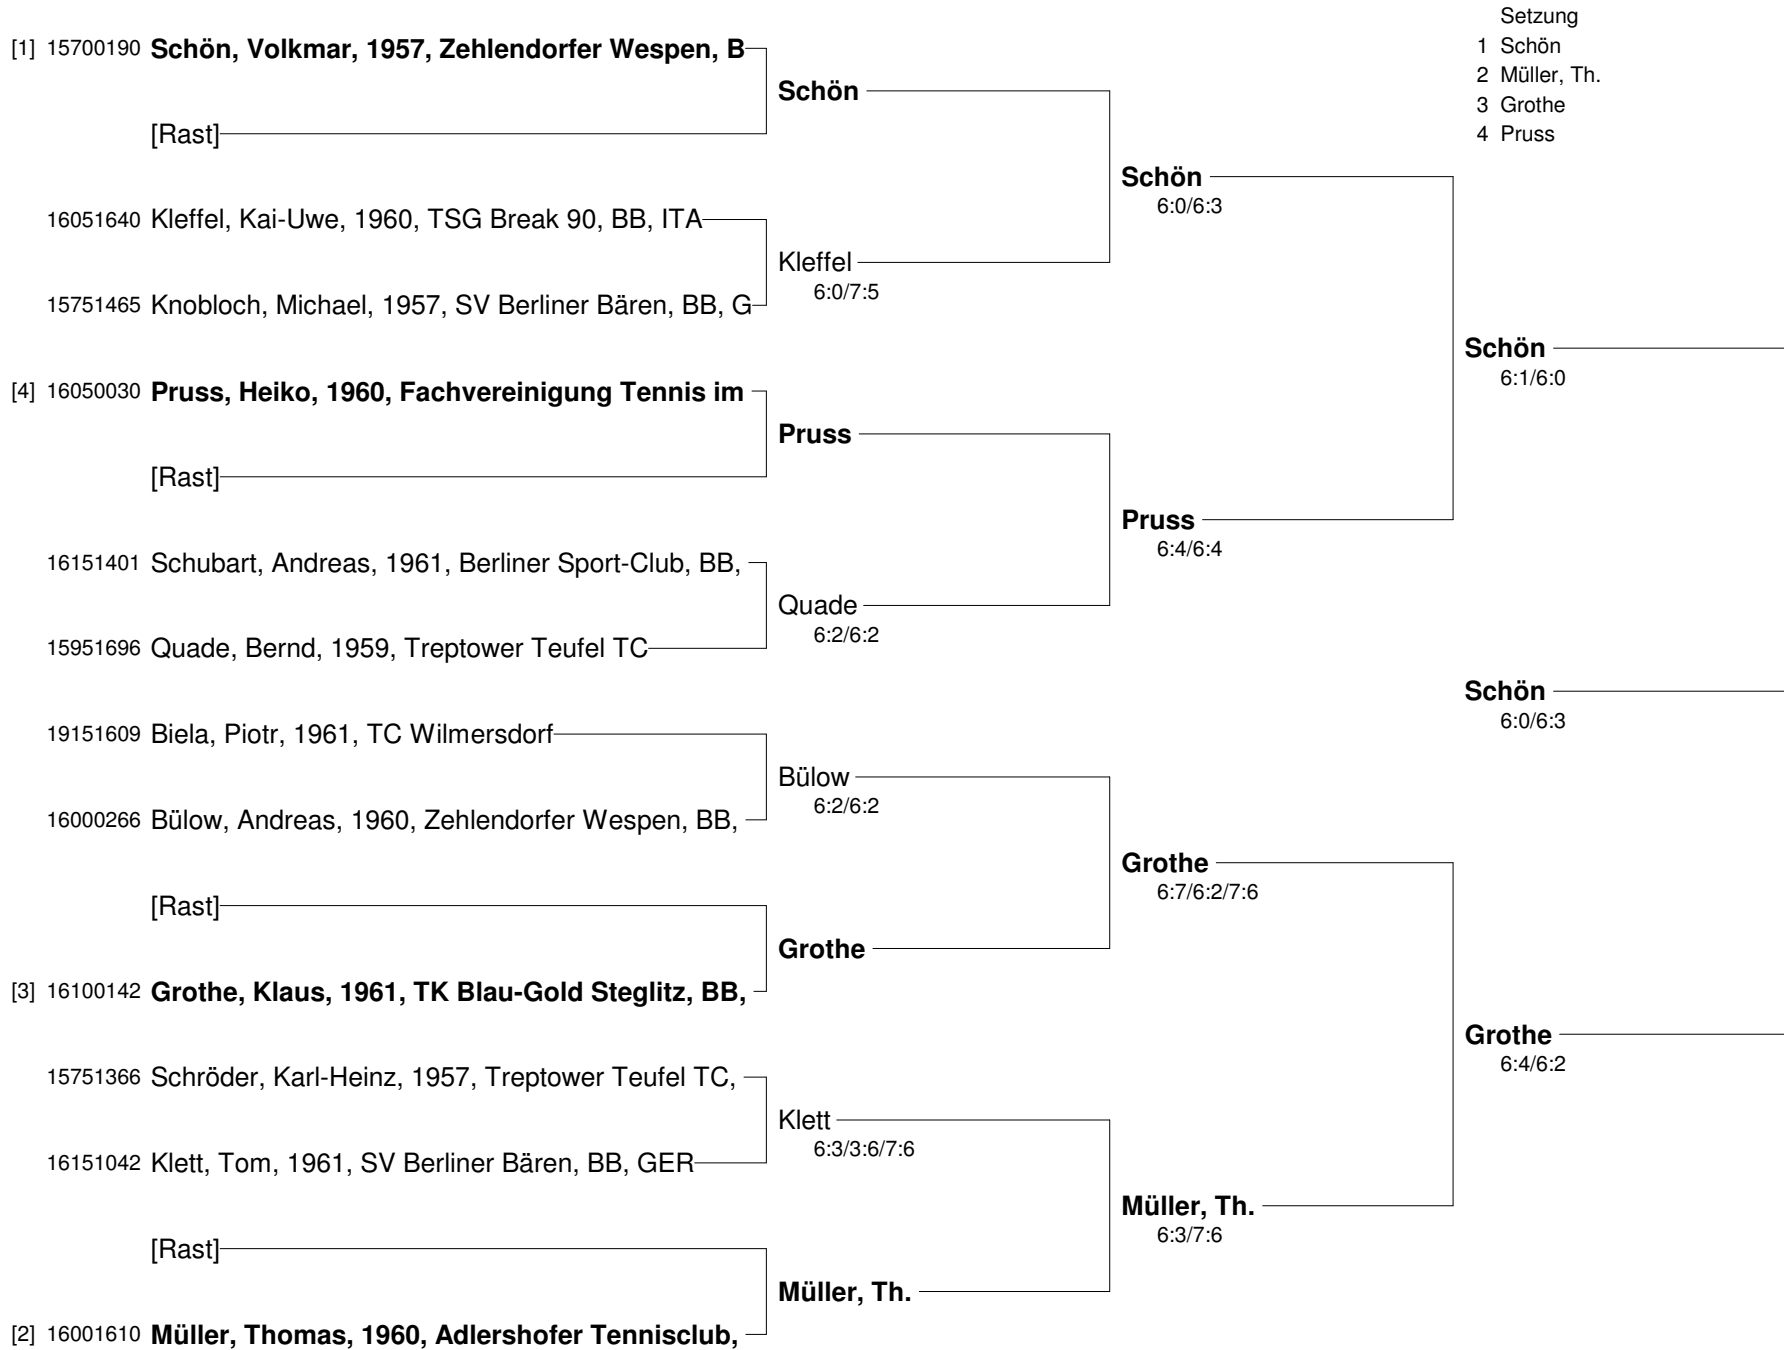 Setzung
1 Schön
2 Müller, Th.
3 Grothe
4 Pruss
[1] 15700190 Schön, Volkmar, 1957, Zehlendorfer Wespen, B
Schön
[Rast]
Schön
6:0/6:3
16051640 Kleffel, Kai-Uwe, 1960, TSG Break 90, BB, ITA
Kleffel
6:0/7:5
15751465 Knobloch, Michael, 1957, SV Berliner Bären, BB, G
Schön
6:1/6:0
[4] 16050030 Pruss, Heiko, 1960, Fachvereinigung Tennis im
Pruss
[Rast]
Pruss
6:4/6:4
16151401 Schubart, Andreas, 1961, Berliner Sport-Club, BB,
Quade
6:2/6:2
15951696 Quade, Bernd, 1959, Treptower Teufel TC
Schön
6:0/6:3
19151609 Biela, Piotr, 1961, TC Wilmersdorf
Bülow
6:2/6:2
16000266 Bülow, Andreas, 1960, Zehlendorfer Wespen, BB,
Grothe
6:7/6:2/7:6
[Rast]
Grothe
[3] 16100142 Grothe, Klaus, 1961, TK Blau-Gold Steglitz, BB,
Grothe
6:4/6:2
15751366 Schröder, Karl-Heinz, 1957, Treptower Teufel TC,
Klett
6:3/3:6/7:6
16151042 Klett, Tom, 1961, SV Berliner Bären, BB, GER
Müller, Th.
6:3/7:6
[Rast]
Müller, Th.
[2] 16001610 Müller, Thomas, 1960, Adlershofer Tennisclub,